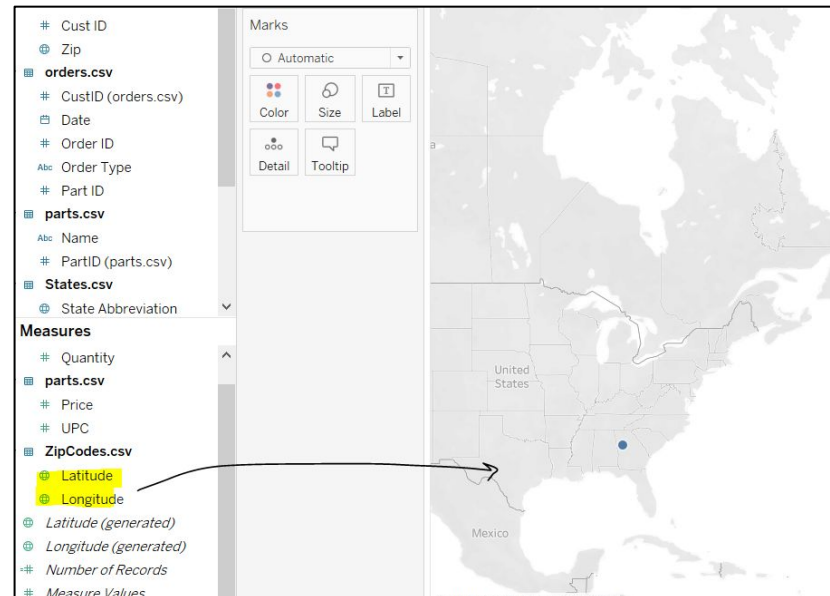 # Cust ID
Zip
orders.csv
# CustID (orders.csv)
Date
# Order ID
Abc Order Type
# Part ID
parts.csv
Abc Name
# PartID (parts.csv)
States.csv
State Abbreviation
Measures
# Quantity
parts.csv
# Price
# UPC
ZipCodes.csv
Latitude
Longitude
Latitude (generated)
Longitude (generated)
=# Number of Records
# Measure Values
Marks
Automatic
Color Size Label
Detail Tooltip
a
United
States
Mexico